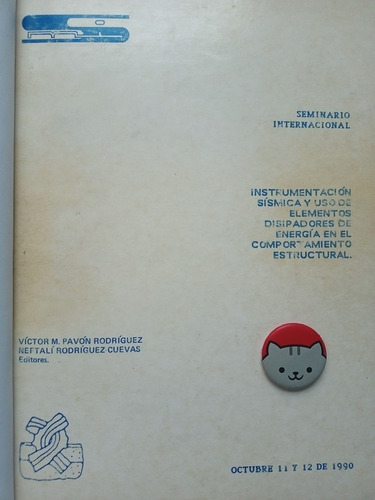 SEMINARIO
INTERNACIONAL
INSTRUMENTACIÓN
SÍSMICA Y USO DE
ELEMENTOS
DISIPADORES DE
ENERGÍA EN EL
COMPORTAMIENTO
ESTRUCTURAL.
VÍCTOR M. PAVÓN RODRÍGUEZ
NEFTALÍ RODRÍGUEZ CUEVAS
Editores.
OCTUBRE 11 Y 12 DE 1990